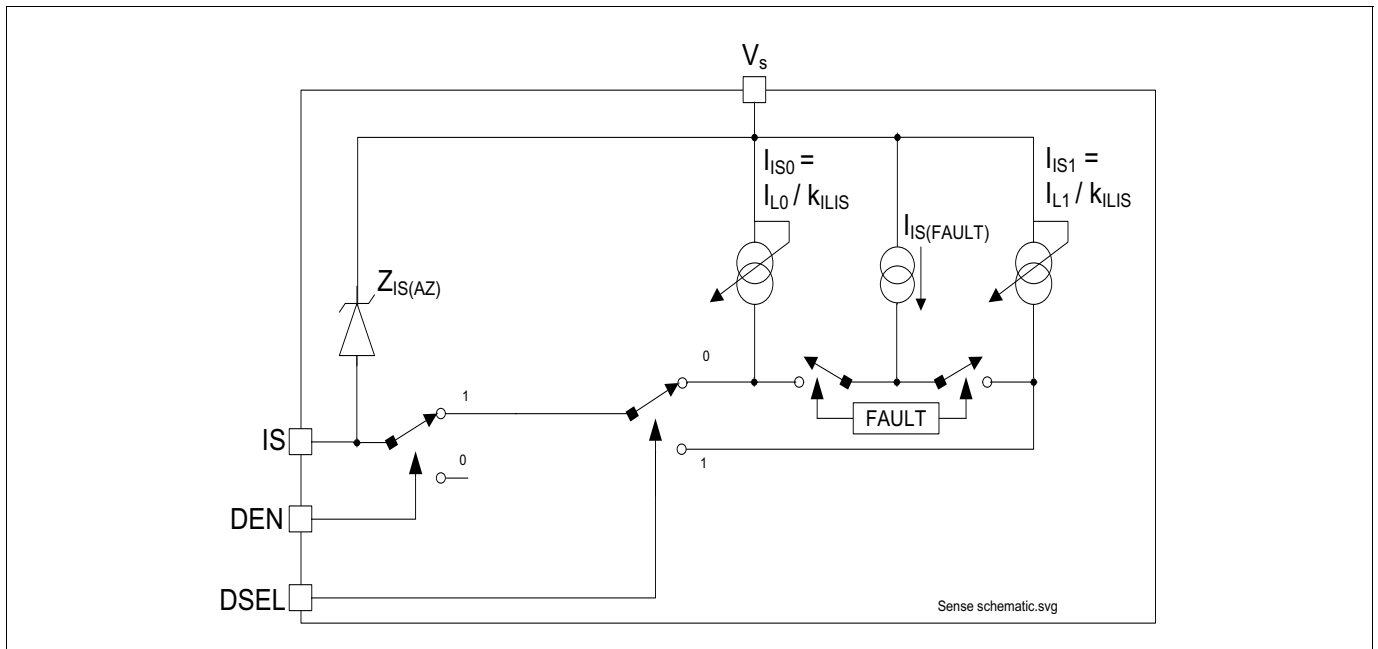 Vs
IIS0 =
IL0 / kILIS
IIS1 =
IL1 / kILIS
IIS(FAULT)
ZIS(AZ)
0
1
FAULT
IS
0
1
DEN
DSEL
Sense schematic.svg